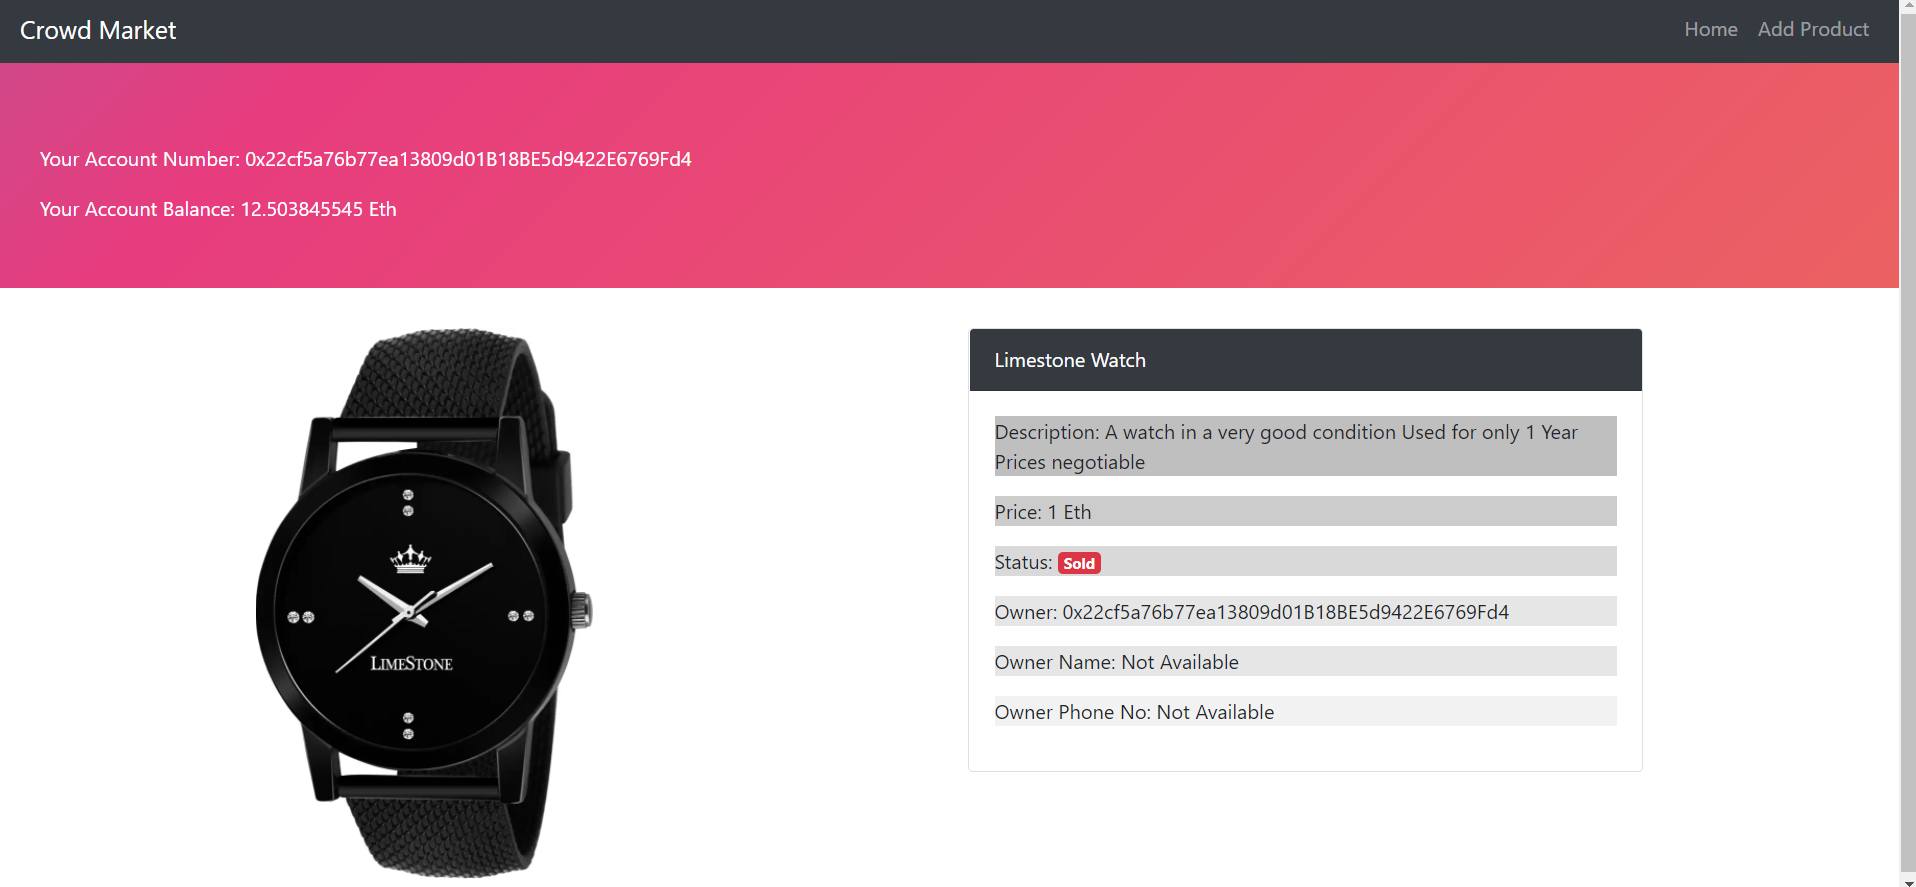 Crowd Market
Home
Add Product
Your Account Number: 0x22cf5a76b77ea13809d01B18BE5d9422E6769Fd4
Your Account Balance: 12.503845545 Eth
LIMESTONE
Limestone Watch
Description: A watch in a very good condition Used for only 1 Year
Prices negotiable
Price: 1 Eth
Status: Sold
Owner: 0x22cf5a76b77ea13809d01B18BE5d9422E6769Fd4
Owner Name: Not Available
Owner Phone No: Not Available